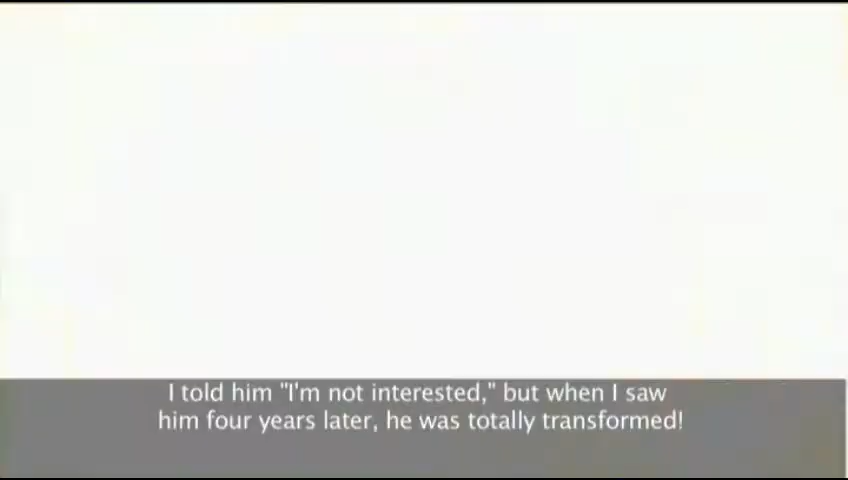 I told him "I'm not interested," but when I saw
him four years later, he was totally transformed!